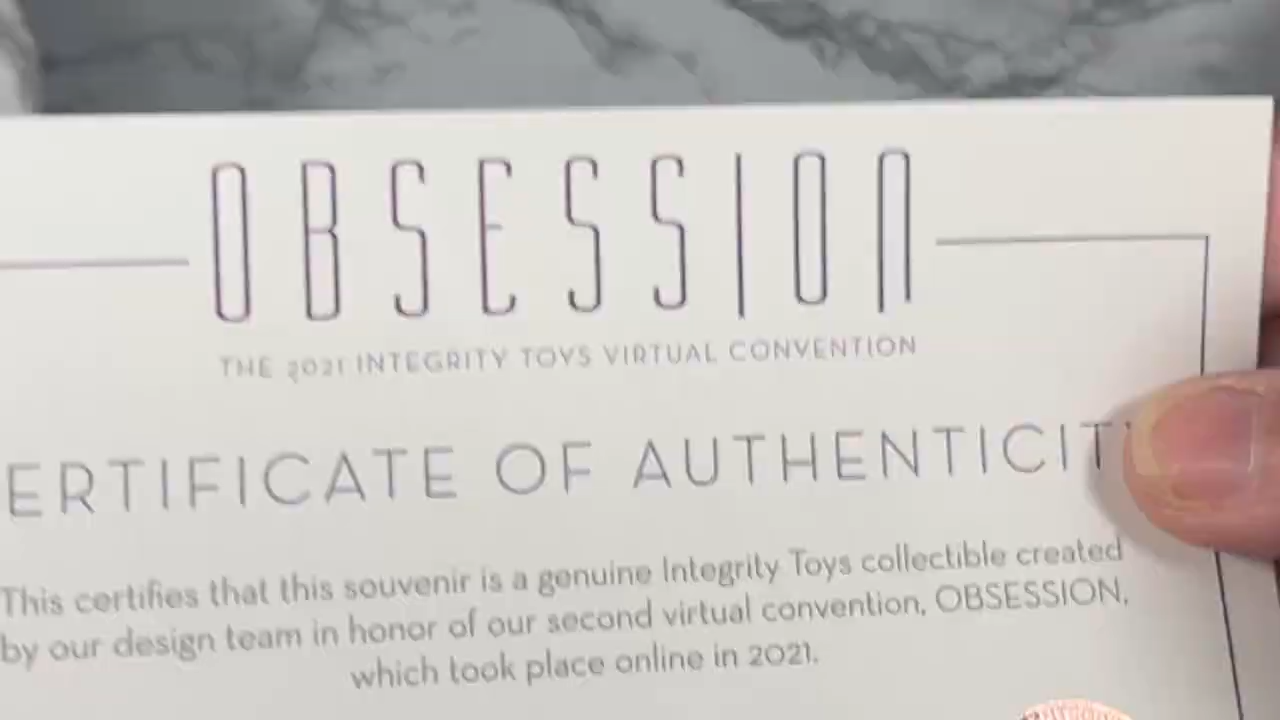 OBSESSION
THE 2021 INTEGRITY TOYS VIRTUAL CONVENTION
ERTIFICATE OF AUTHENTICIT
This certifies that this souvenir is a genuine Integrity Toys collectible created
by our design team in honor of our second virtual convention, OBSESSION,
which took place online in 2021.